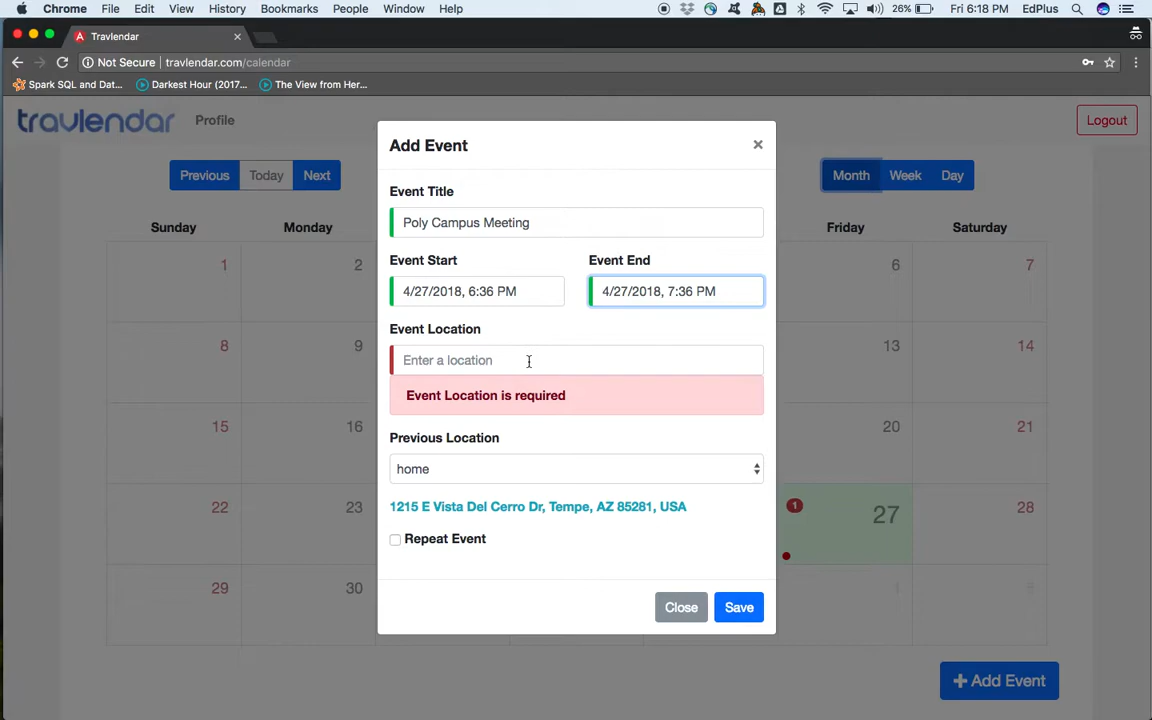 Chrome File Edit View History Bookmarks People Window Help 26% Fri 6:18 PM EdPlus
Travlendar
Not Secure | travlendar.com/calendar
Spark SQL and Dat... Darkest Hour (2017... The View from Her...
travlendar Profile Logout
Add Event ×
Previous Today Next Month Week Day
Event Title
Poly Campus Meeting
Sunday Monday Friday Saturday
Event Start Event End
1 2 6 7
4/27/2018, 6:36 PM 4/27/2018, 7:36 PM
Event Location
8 9 13 14
Enter a location
Event Location is required
15 16 20 21
Previous Location
home
22 23 1 27 28
1215 E Vista Del Cerro Dr, Tempe, AZ 85281, USA
Repeat Event
29 30
Close Save
+ Add Event